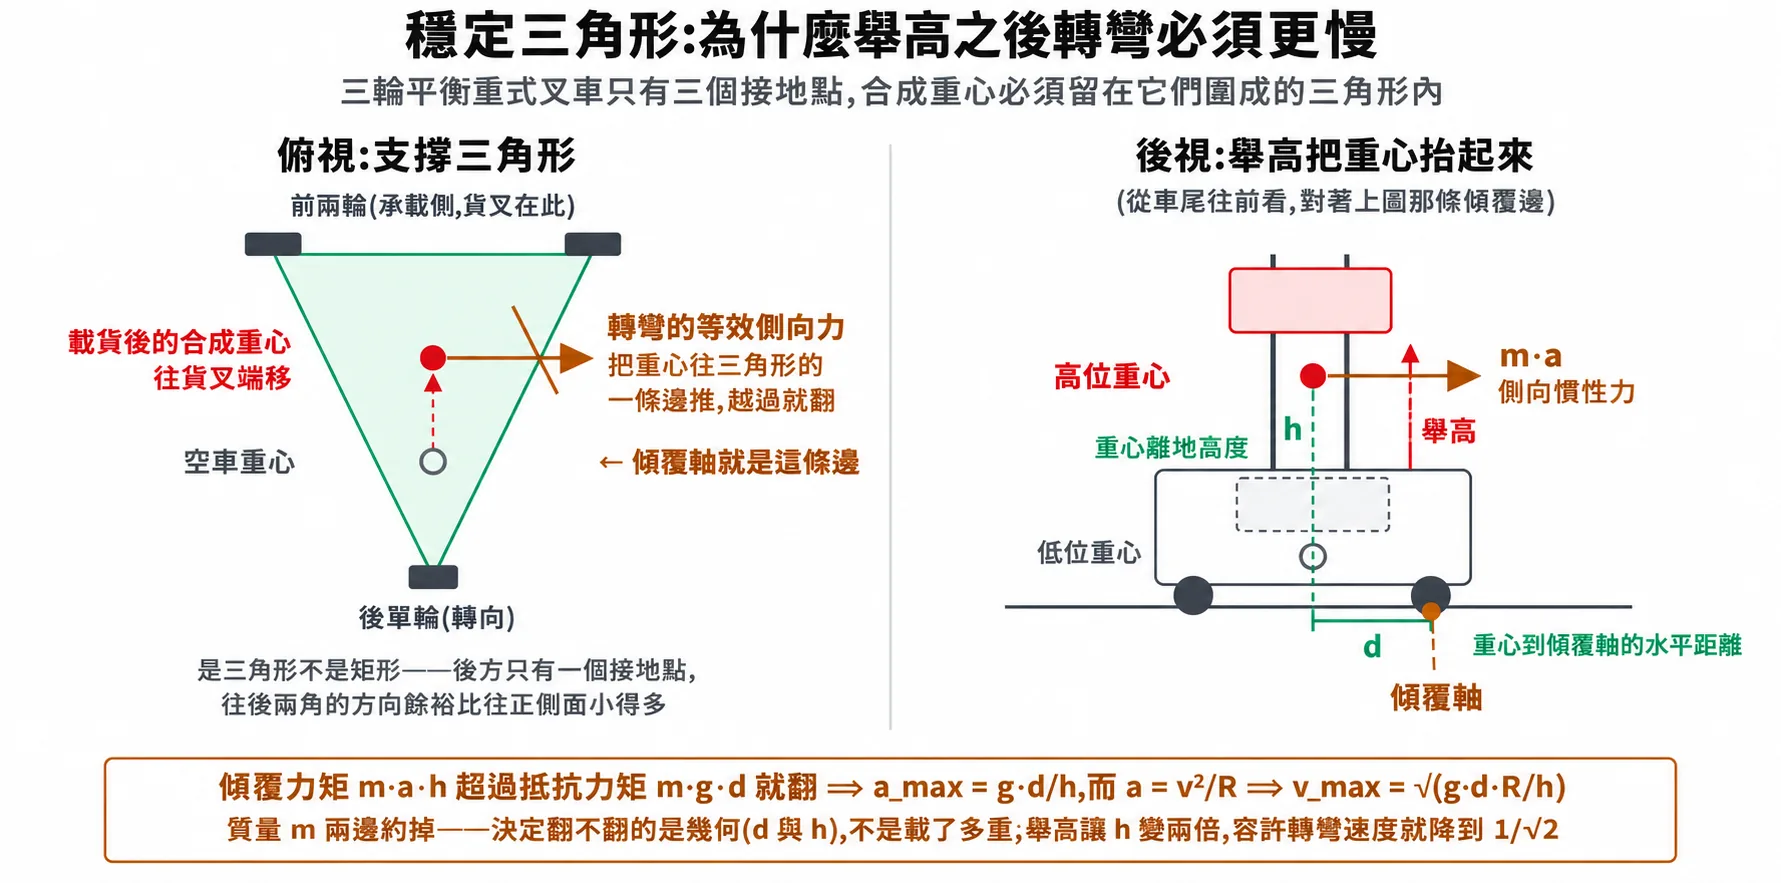 穩定三角形:為什麼舉高之後轉彎必須更慢
三輪平衡重式叉車只有三個接地點,合成重心必須留在它們圍成的三角形內
俯視:支撐三角形
前兩輪(承載側,貨叉在此)
載貨後的合成重心
往貨叉端移
轉彎的等效側向力
把重心往三角形的
一條邊推,越過就翻
空車重心
← 傾覆軸就是這條邊
後單輪(轉向)
是三角形不是矩形——後方只有一個接地點,
往後兩角的方向餘裕比往正側面小得多
後視:舉高把重心抬起來
(從車尾往前看,對著上圖那條傾覆邊)
高位重心
m·a
側向慣性力
h
舉高
重心離地高度
低位重心
d
重心到傾覆軸的水平距離
傾覆軸
傾覆力矩 m·a·h 超過抵抗力矩 m·g·d 就翻 ⟹ a_max = g·d/h,而 a = v²/R ⟹ v_max = √(g·d·R/h)
質量 m 兩邊約掉——決定翻不翻的是幾何(d 與 h),不是載了多重;舉高讓 h 變兩倍,容許轉彎速度就降到 1/√2